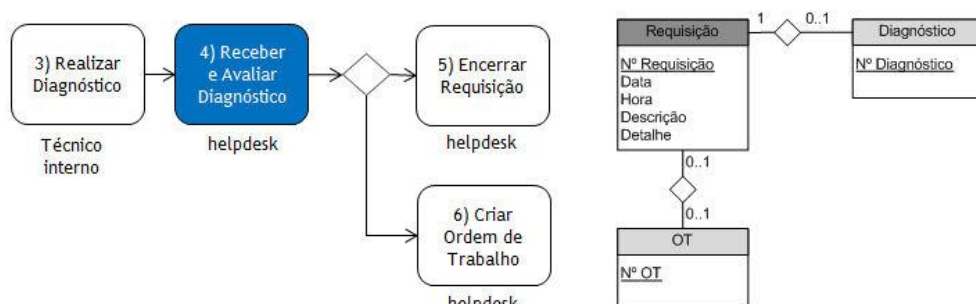 3) Realizar
Diagnóstico
Técnico
interno
4) Receber
e Avaliar
Diagnóstico
helpdesk
5) Encerrar
Requisição
helpdesk
6) Criar
Ordem de
Trabalho
helpdesk
Requisição
Nº Requisição
Data
Hora
Descrição
Detalhe
1
0..1
Diagnóstico
Nº Diagnóstico
0..1
0..1
OT
Nº OT